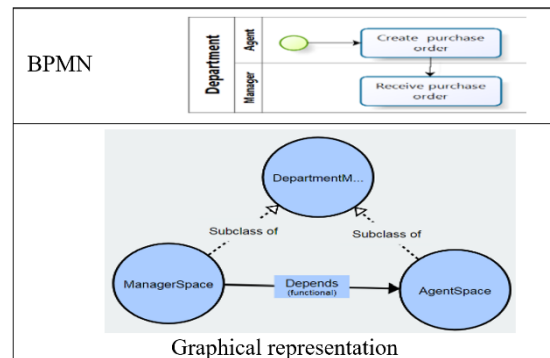 BPMN
Department
Agent
Manager
Create purchase
order
Receive purchase
order
DepartmentM...
Subclass of
Subclass of
ManagerSpace
Depends
(functional)
AgentSpace
Graphical representation